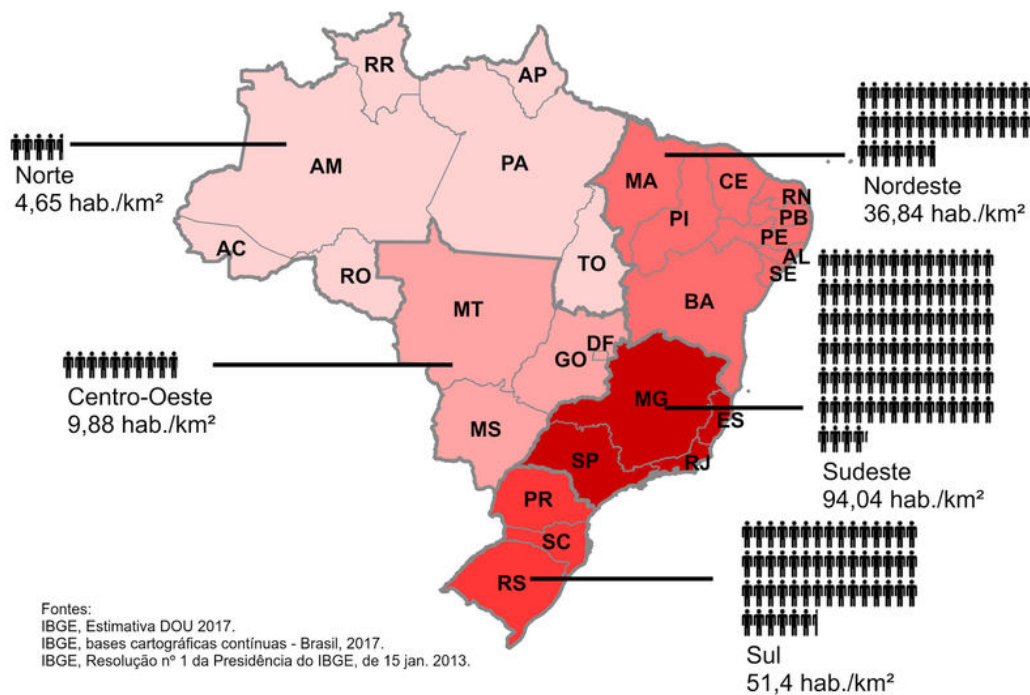 RR
AP
AM
PA
AC
RO
TO
MT
GO
DF
MS
MA
CE
RN
PB
PI
PE
AL
SE
BA
MG
ES
SP
RJ
PR
SC
RS
Norte
4,65 hab./km²
Nordeste
36,84 hab./km²
Centro-Oeste
9,88 hab./km²
Sudeste
94,04 hab./km²
Sul
51,4 hab./km²
Fontes:
IBGE, Estimativa DOU 2017.
IBGE, bases cartográficas contínuas - Brasil, 2017.
IBGE, Resolução nº 1 da Presidência do IBGE, de 15 jan. 2013.